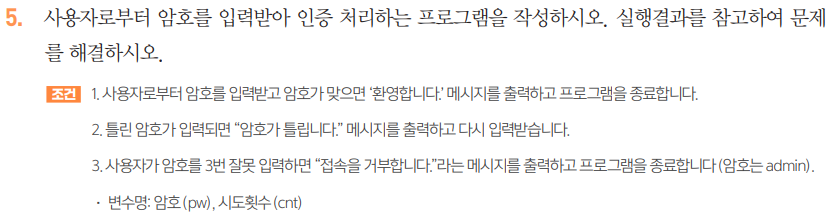 5. 사용자로부터 암호를 입력받아 인증 처리하는 프로그램을 작성하시오. 실행결과를 참고하여 문제
를 해결하시오.
조건 1. 사용자로부터 암호를 입력받고 암호가 맞으면 ‘환영합니다.’ 메시지를 출력하고 프로그램을 종료합니다.
2. 틀린 암호가 입력되면 “암호가 틀립니다.” 메시지를 출력하고 다시 입력받습니다.
3. 사용자가 암호를 3번 잘못 입력하면 “접속을 거부합니다.”라는 메시지를 출력하고 프로그램을 종료합니다(암호는 admin).
· 변수명: 암호(pw), 시도횟수(cnt)